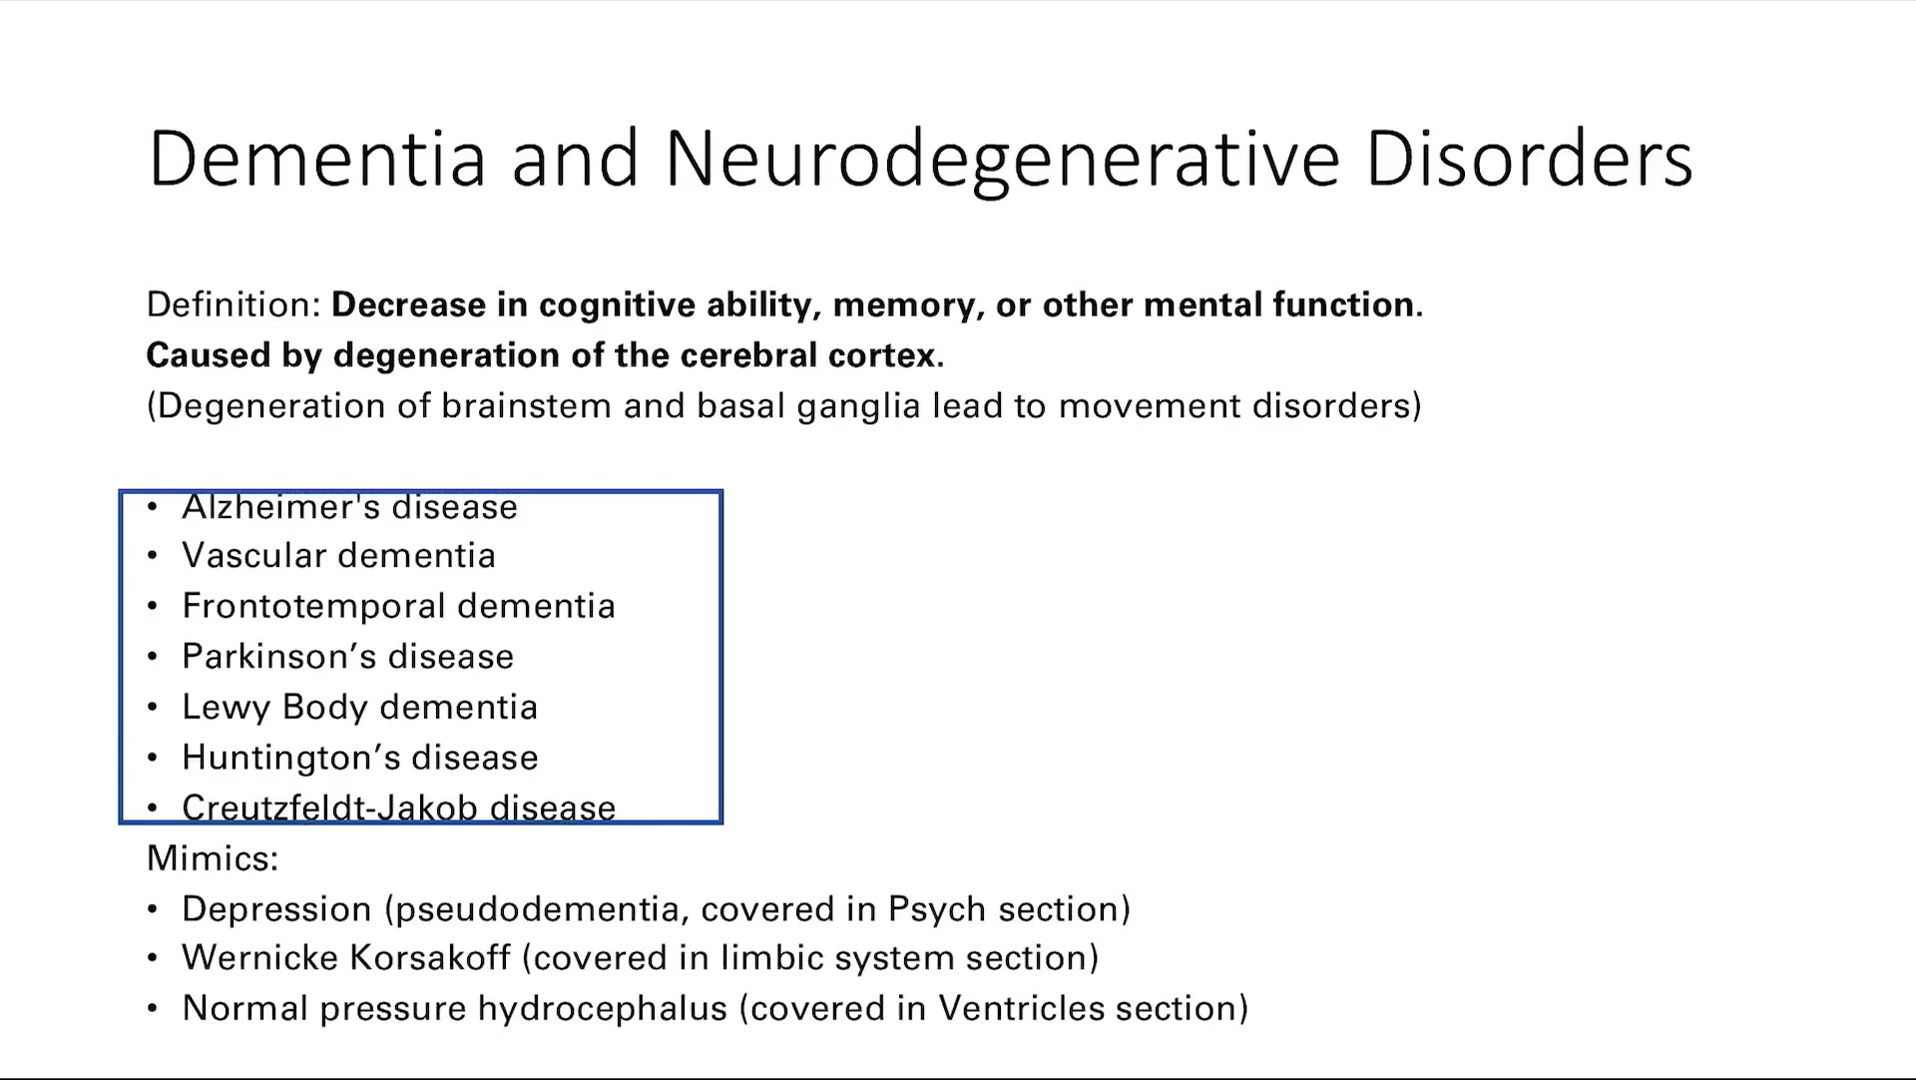 Dementia and Neurodegenerative Disorders
Definition: Decrease in cognitive ability, memory, or other mental function.
Caused by degeneration of the cerebral cortex.
(Degeneration of brainstem and basal ganglia lead to movement disorders)
• Alzheimer's disease
• Vascular dementia
• Frontotemporal dementia
• Parkinson’s disease
• Lewy Body dementia
• Huntington’s disease
• Creutzfeldt-Jakob disease
Mimics:
• Depression (pseudodementia, covered in Psych section)
• Wernicke Korsakoff (covered in limbic system section)
• Normal pressure hydrocephalus (covered in Ventricles section)